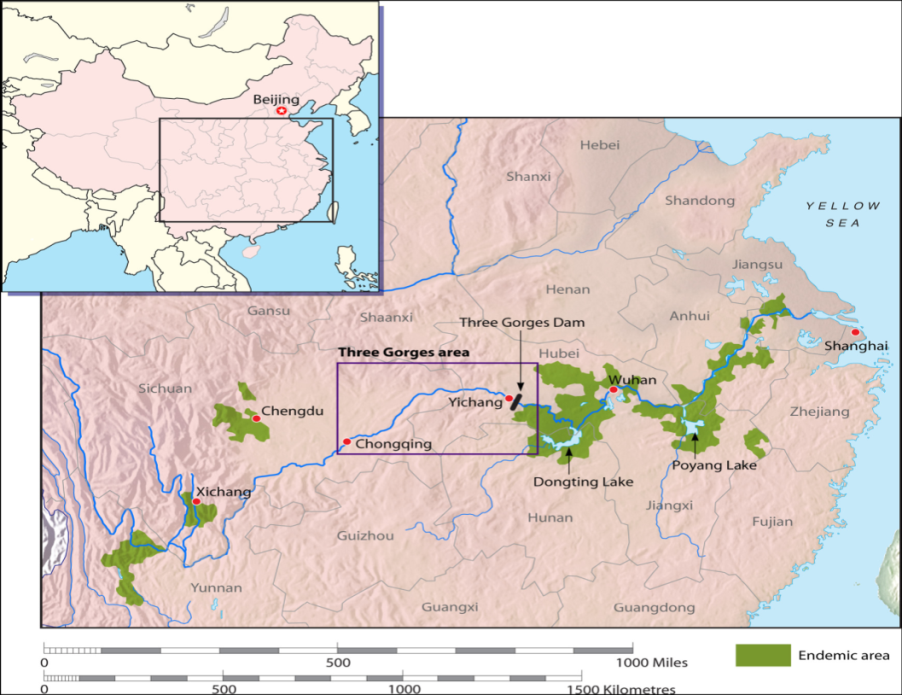 Beijing
Hebei
Shanxi
Shandong
YELLOW
SEA
Jiangsu
Gansu
Shaanxi
Henan
Anhui
Three Gorges Dam
Shanghai
Three Gorges area
Hubei
Sichuan
Wuhan
Yichang
Chengdu
Zhejiang
Chongqing
Poyang Lake
Dongting Lake
Xichang
Jiangxi
Hunan
Fujian
Guizhou
Yunnan
Guangxi
Guangdong
0 500 1000 Miles
Endemic area
0 500 1000 1500 Kilometres